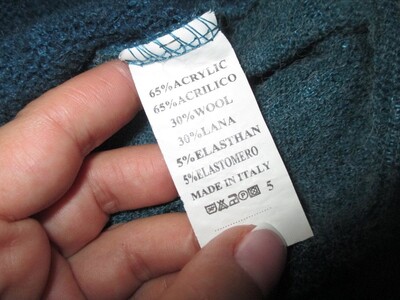 65%ACRYLIC
65%ACRILICO
30%WOOL
30%LANA
5%ELASTHAN
5%ELASTOMERO
MADE IN ITALY
5